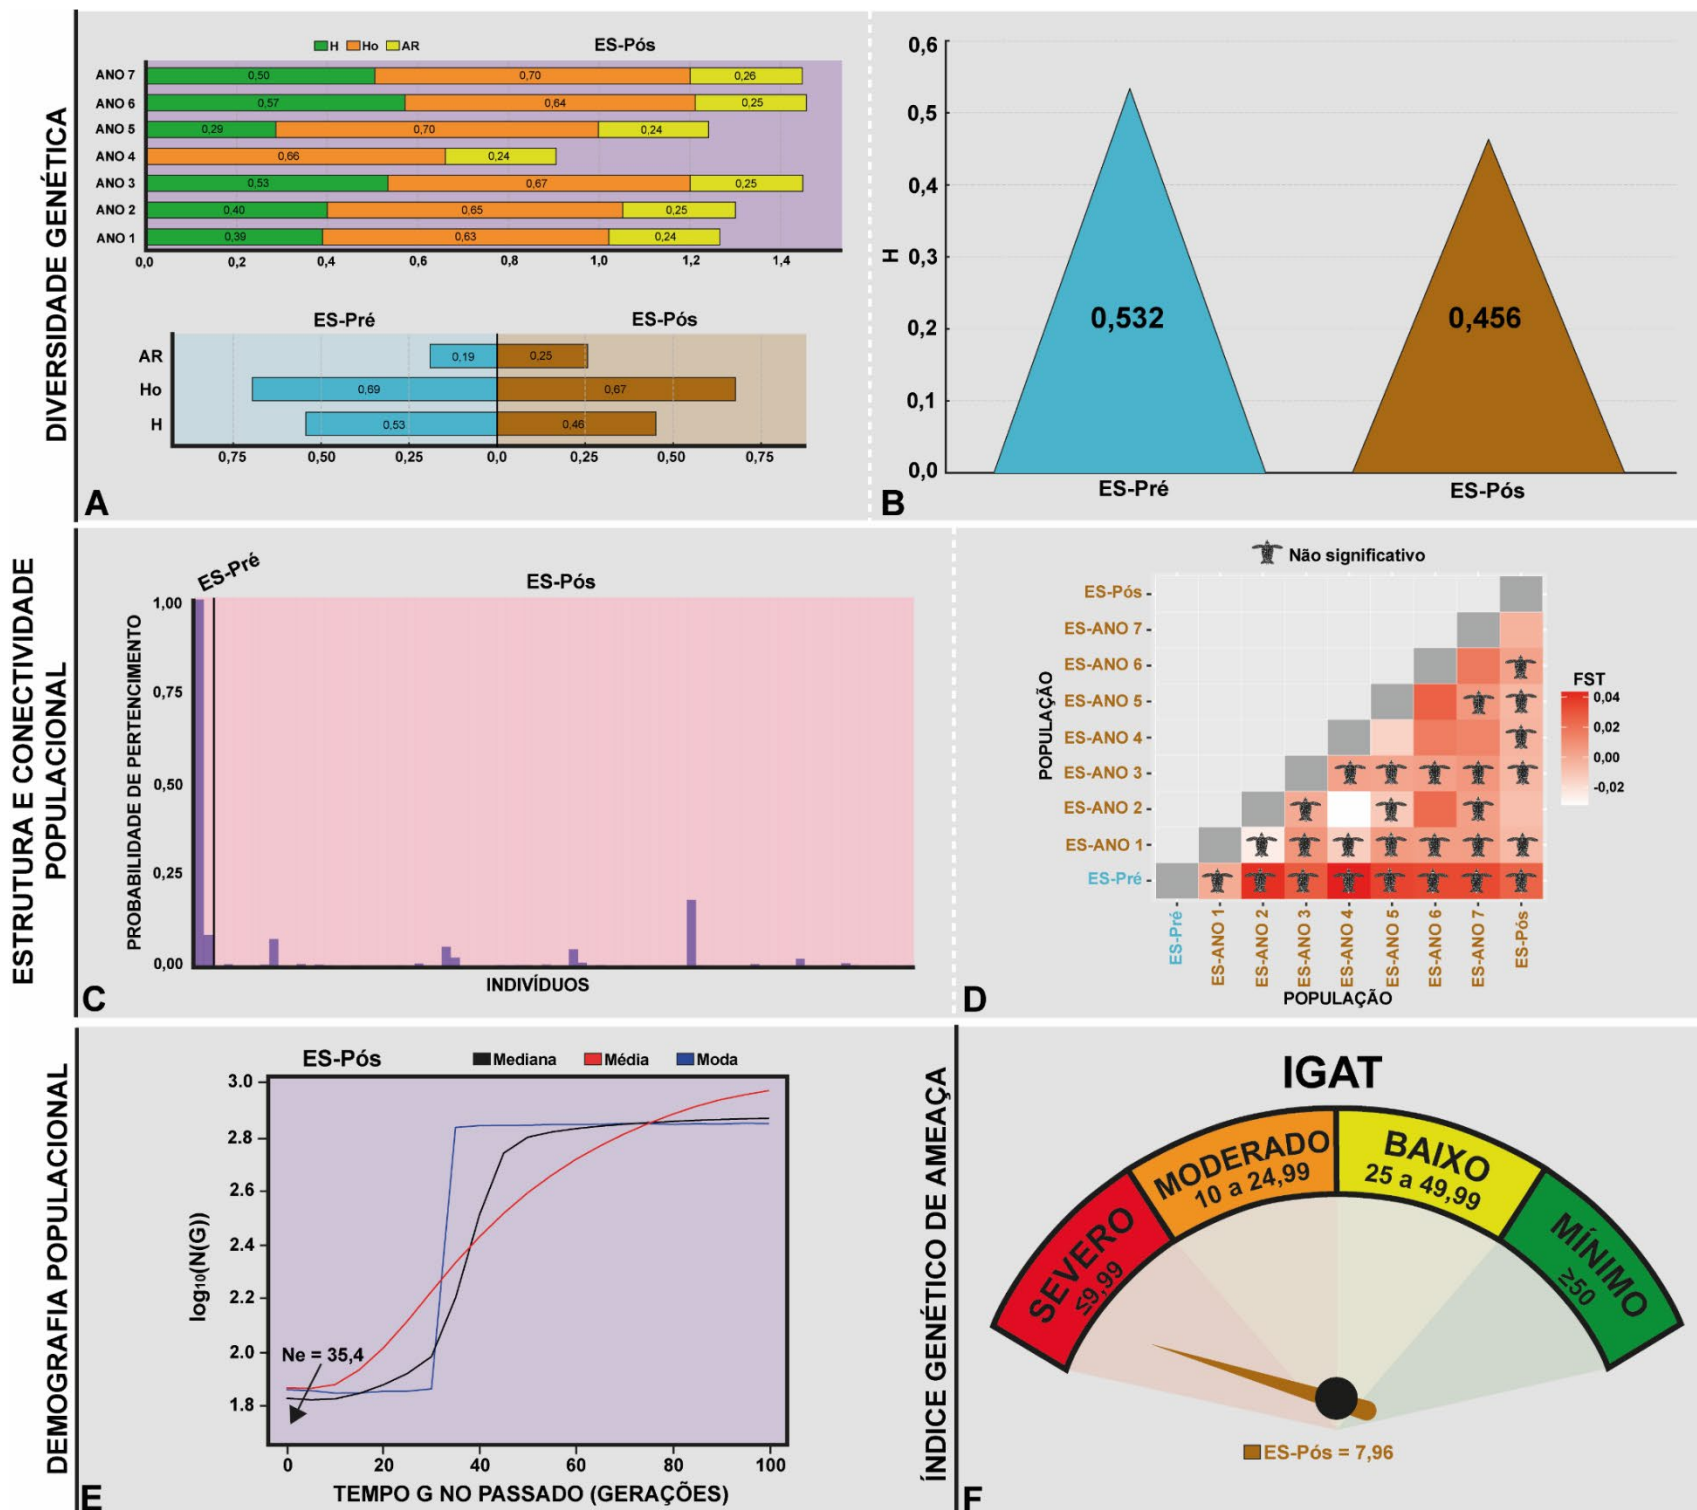 DIVERSIDADE GENÉTICA
H Ho AR
ES-Pós
ANO 7 0,50 0,70 0,26
ANO 6 0,57 0,64 0,25
ANO 5 0,29 0,70 0,24
ANO 4 0,66 0,24
ANO 3 0,53 0,67 0,25
ANO 2 0,40 0,65 0,25
ANO 1 0,39 0,63 0,24
0,0 0,2 0,4 0,6 0,8 1,0 1,2 1,4
ES-Pré ES-Pós
AR 0,19 0,25
Ho 0,69 0,67
H 0,53 0,46
0,75 0,50 0,25 0,0 0,25 0,50 0,75
A
0,6
0,5
0,4
0,3
0,2
0,1
0,0
H
0,532
0,456
ES-Pré
ES-Pós
B
ESTRUTURA E CONECTIVIDADE
POPULACIONAL
ES-Pré
ES-Pós
PROBABILIDADE DE PERTENCIMENTO
1,00
0,75
0,50
0,25
0,00
INDIVÍDUOS
C
Não significativo
POPULAÇÃO
ES-Pós
ES-ANO 7
ES-ANO 6
ES-ANO 5
ES-ANO 4
ES-ANO 3
ES-ANO 2
ES-ANO 1
ES-Pré
ES-Pré
ES-ANO 1
ES-ANO 2
ES-ANO 3
ES-ANO 4
ES-ANO 5
ES-ANO 6
ES-ANO 7
ES-Pós
POPULAÇÃO
FST
0,04
0,02
0,00
-0,02
D
DEMOGRAFIA POPULACIONAL
ES-Pós
Mediana Média Moda
log₁₀(N(G))
3.0
2.8
2.6
2.4
2.2
2.0
1.8
Ne = 35,4
0 20 40 60 80 100
TEMPO G NO PASSADO (GERAÇÕES)
E
ÍNDICE GENÉTICO DE AMEAÇA
IGAT
SEVERO
≤9,99
MODERADO
10 a 24,99
BAIXO
25 a 49,99
MÍNIMO
≥50
ES-Pós = 7,96
F